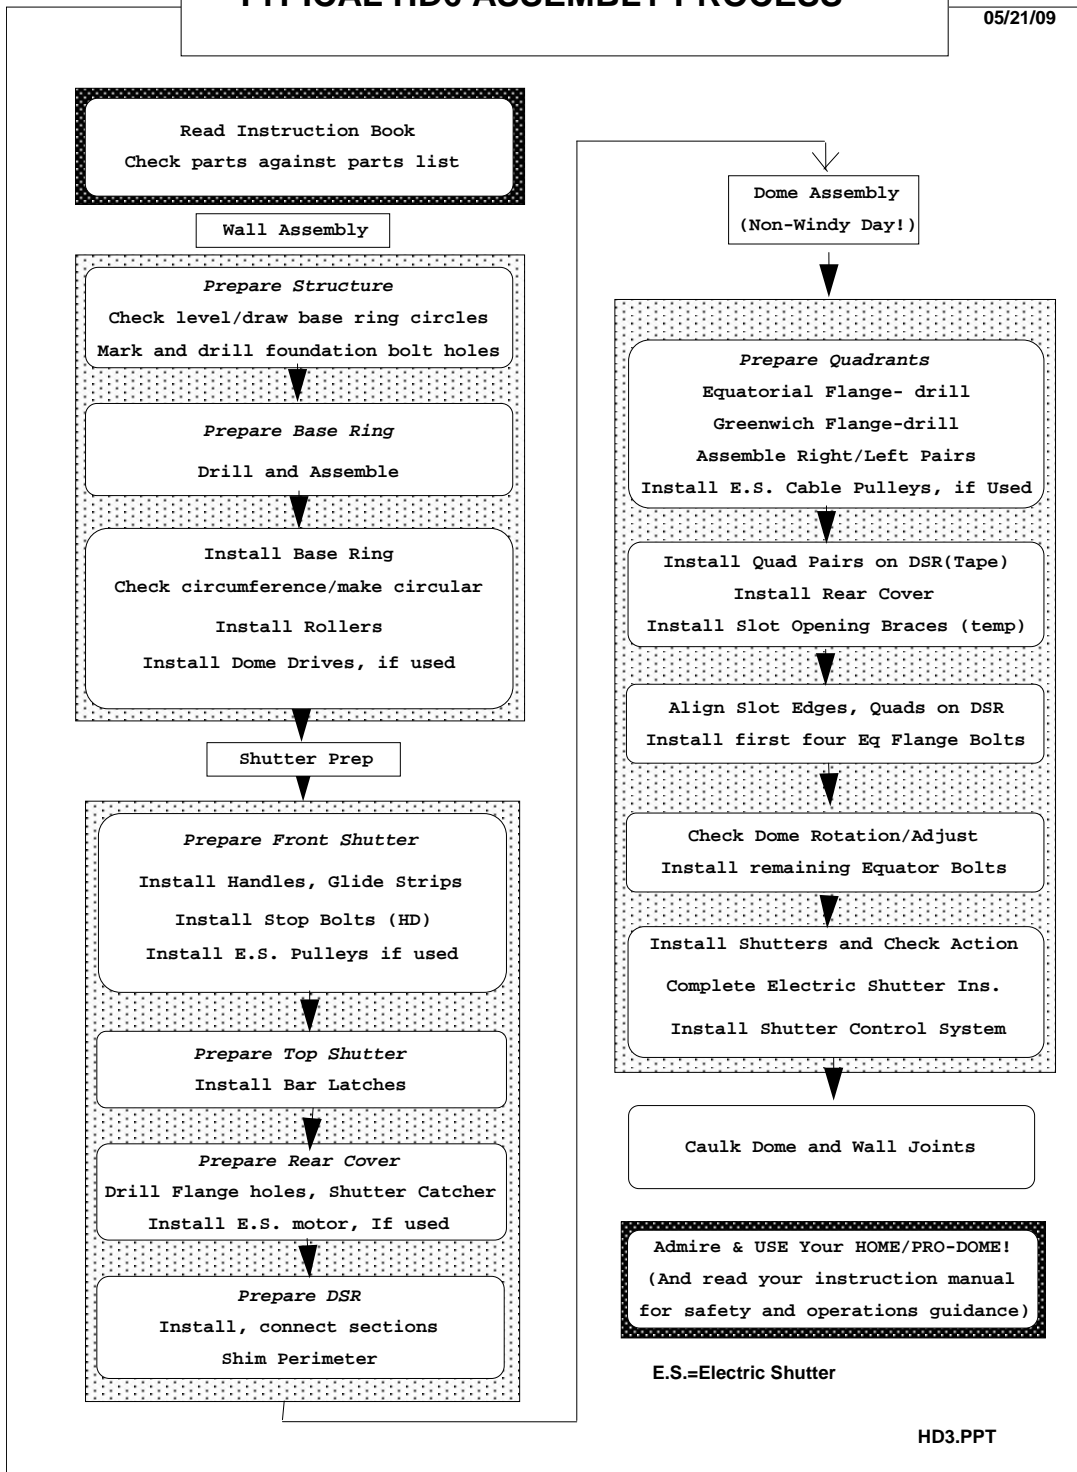 TYPICAL HD6 ASSEMBLY PROCESS
05/21/09
Read Instruction Book
Check parts against parts list
Wall Assembly
Prepare Structure
Check level/draw base ring circles
Mark and drill foundation bolt holes
Prepare Base Ring
Drill and Assemble
Install Base Ring
Check circumference/make circular
Install Rollers
Install Dome Drives, if used
Shutter Prep
Prepare Front Shutter
Install Handles, Glide Strips
Install Stop Bolts (HD)
Install E.S. Pulleys if used
Prepare Top Shutter
Install Bar Latches
Prepare Rear Cover
Drill Flange holes, Shutter Catcher
Install E.S. motor, If used
Prepare DSR
Install, connect sections
Shim Perimeter
Dome Assembly
(Non-Windy Day!)
Prepare Quadrants
Equatorial Flange- drill
Greenwich Flange-drill
Assemble Right/Left Pairs
Install E.S. Cable Pulleys, if Used
Install Quad Pairs on DSR(Tape)
Install Rear Cover
Install Slot Opening Braces (temp)
Align Slot Edges, Quads on DSR
Install first four Eq Flange Bolts
Check Dome Rotation/Adjust
Install remaining Equator Bolts
Install Shutters and Check Action
Complete Electric Shutter Ins.
Install Shutter Control System
Caulk Dome and Wall Joints
Admire & USE Your HOME/PRO-DOME!
(And read your instruction manual
for safety and operations guidance)
E.S.=Electric Shutter
HD3.PPT